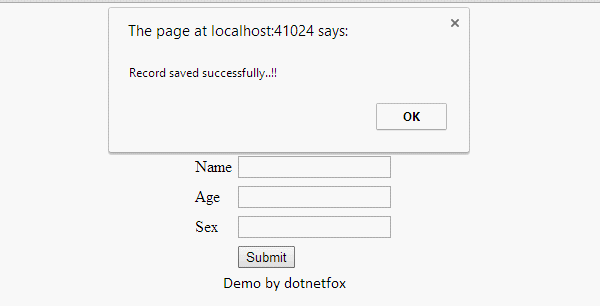 The page at localhost:41024 says:
×
Record saved successfully..!!
OK
Name
Age
Sex
Submit
Demo by dotnetfox